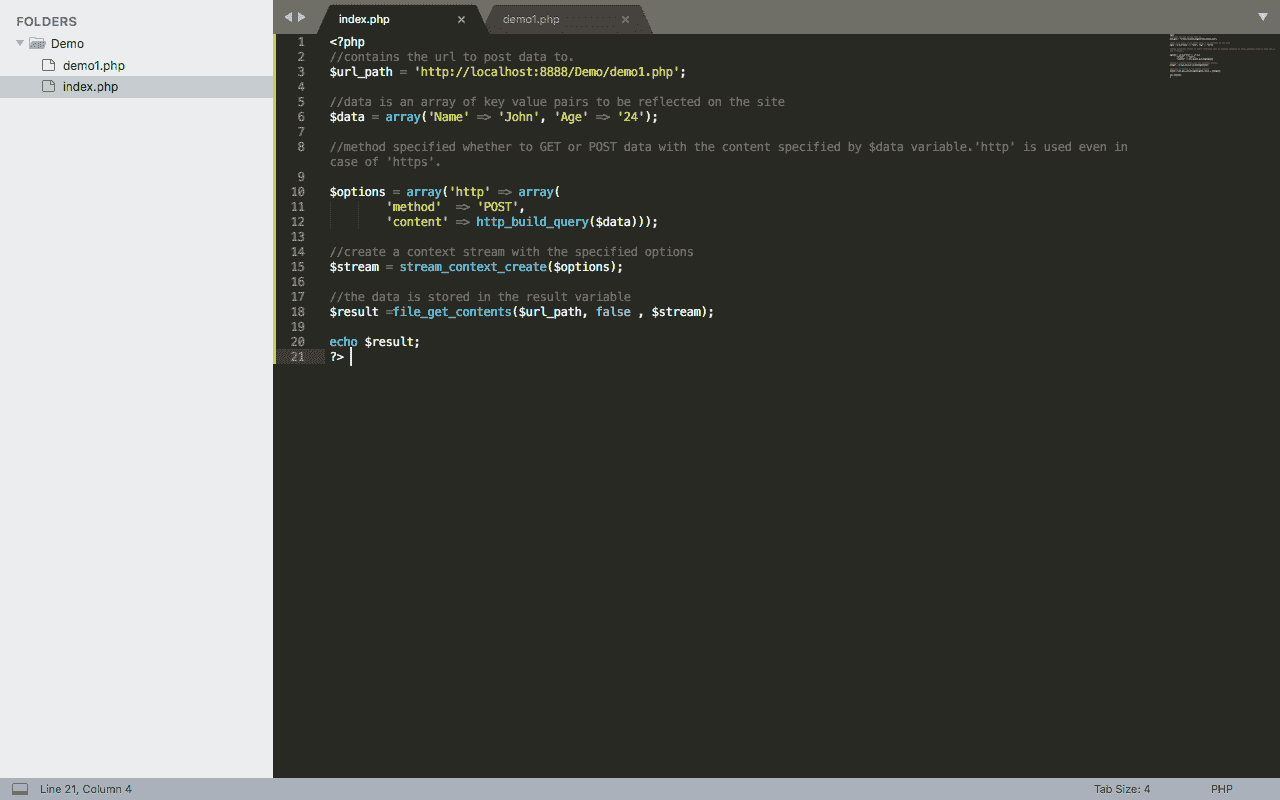 FOLDERS
Demo
demo1.php
index.php
index.php ×
demo1.php ×
1 <?php
2 //contains the url to post data to.
3 $url_path = 'http://localhost:8888/Demo/demo1.php';
4
5 //data is an array of key value pairs to be reflected on the site
6 $data = array('Name' => 'John', 'Age' => '24');
7
8 //method specified whether to GET or POST data with the content specified by $data variable.'http' is used even in
case of 'https'.
9
10 $options = array('http' => array(
11 'method'  => 'POST',
12 'content' => http_build_query($data)));
13
14 //create a context stream with the specified options
15 $stream = stream_context_create($options);
16
17 //the data is stored in the result variable
18 $result =file_get_contents($url_path, false , $stream);
19
20 echo $result;
21 ?>
Line 21, Column 4
Tab Size: 4
PHP